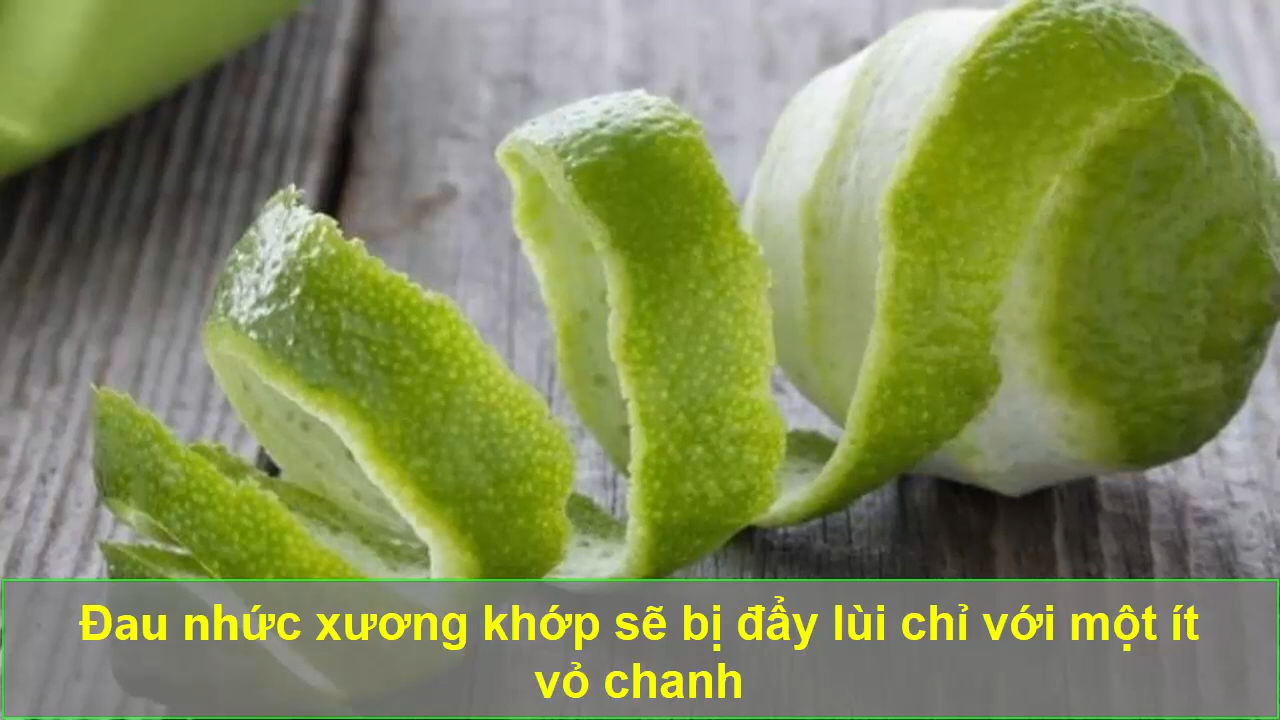 Đau nhức xương khớp sẽ bị đẩy lùi chỉ với một ít
vỏ chanh